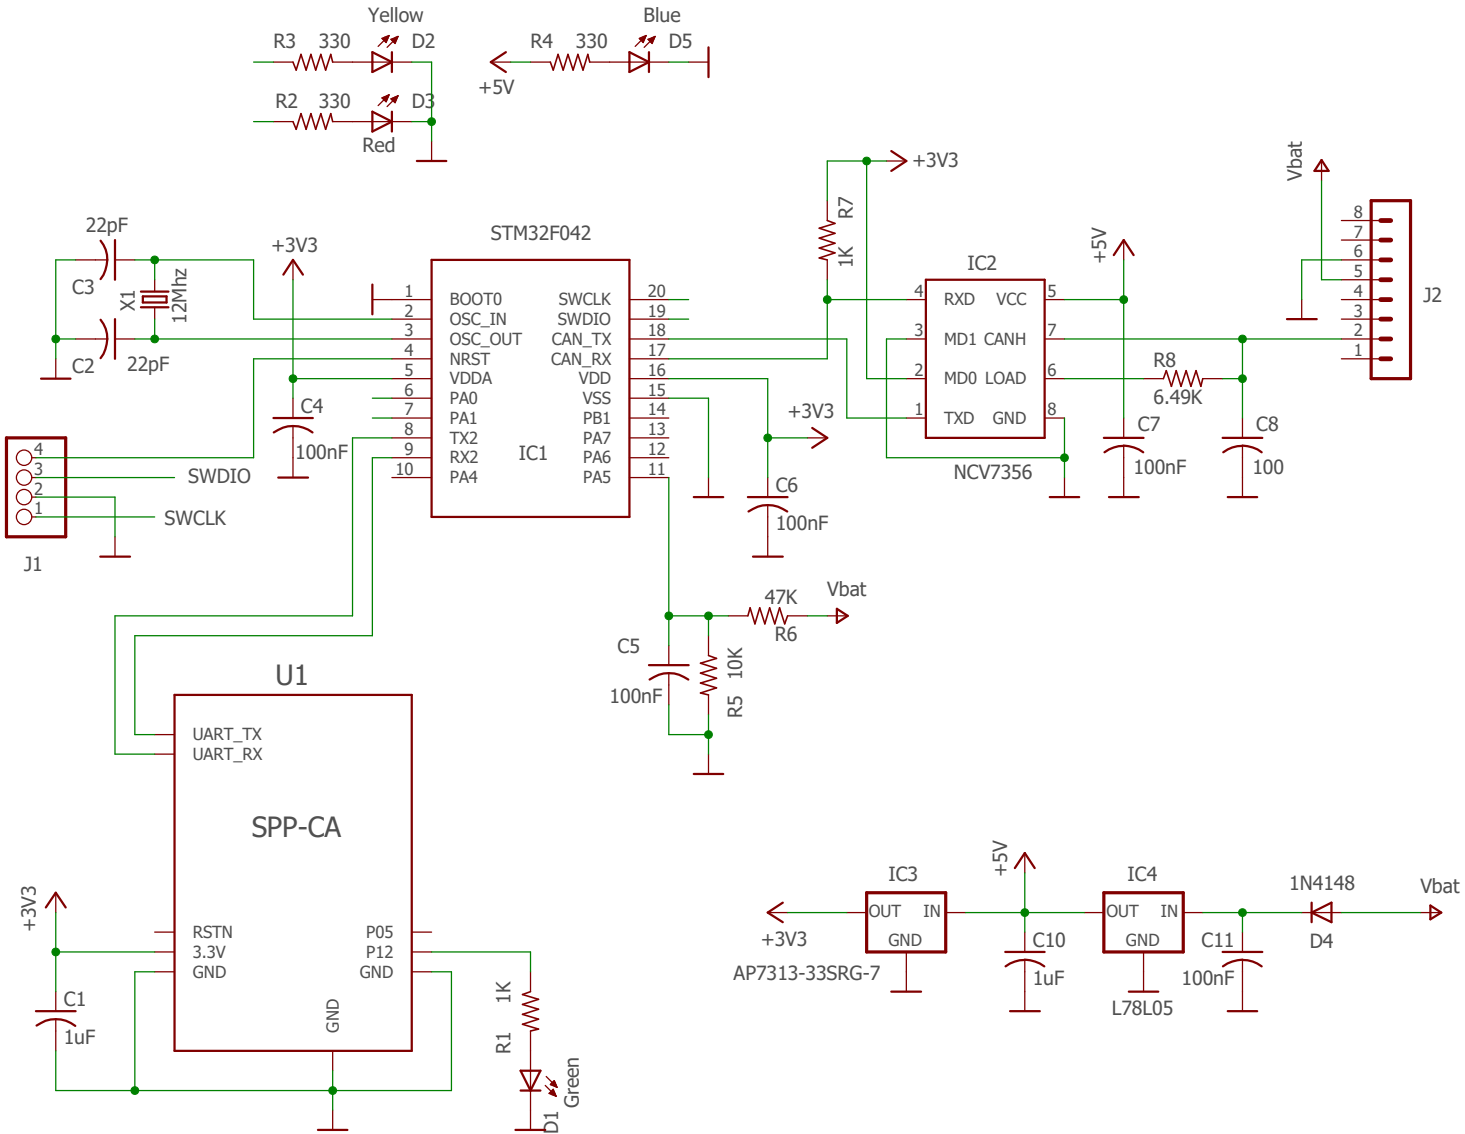 Yellow
Blue
R3 330 D2
R4 330 D5
+5V
R2 330 D3
Red
+3V3
Vbat
22pF
R7
1K
STM32F042
+3V3
+5V
IC2
C3
X1
12Mhz
C2
22pF
1 BOOT0 SWCLK 20
2 OSC_IN SWDIO 19
3 OSC_OUT CAN_TX 18
4 NRST CAN_RX 17
5 VDDA VDD 16
6 PA0 VSS 15
7 PA1 PB1 14
8 TX2 PA7 13
9 RX2 PA6 12
10 PA4 PA5 11
IC1
4 RXD VCC 5
3 MD1 CANH 7
2 MD0 LOAD 6
1 TXD GND 8
NCV7356
R8
6.49K
8
7
6
5
4
3
2
1
J2
C4
100nF
+3V3
C7
100nF
C8
100
C6
100nF
4
3
2
1
SWDIO
SWCLK
J1
47K
Vbat
R6
C5
100nF
10K
R5
U1
UART_TX
UART_RX
SPP-CA
+3V3
RSTN P05
3.3V P12
GND GND
GND
C1
1uF
1K
R1
D1
Green
+5V
IC3
IC4
1N4148
Vbat
OUT IN
GND
OUT IN
GND
+3V3
C10
1uF
C11
100nF
D4
AP7313-33SRG-7
L78L05